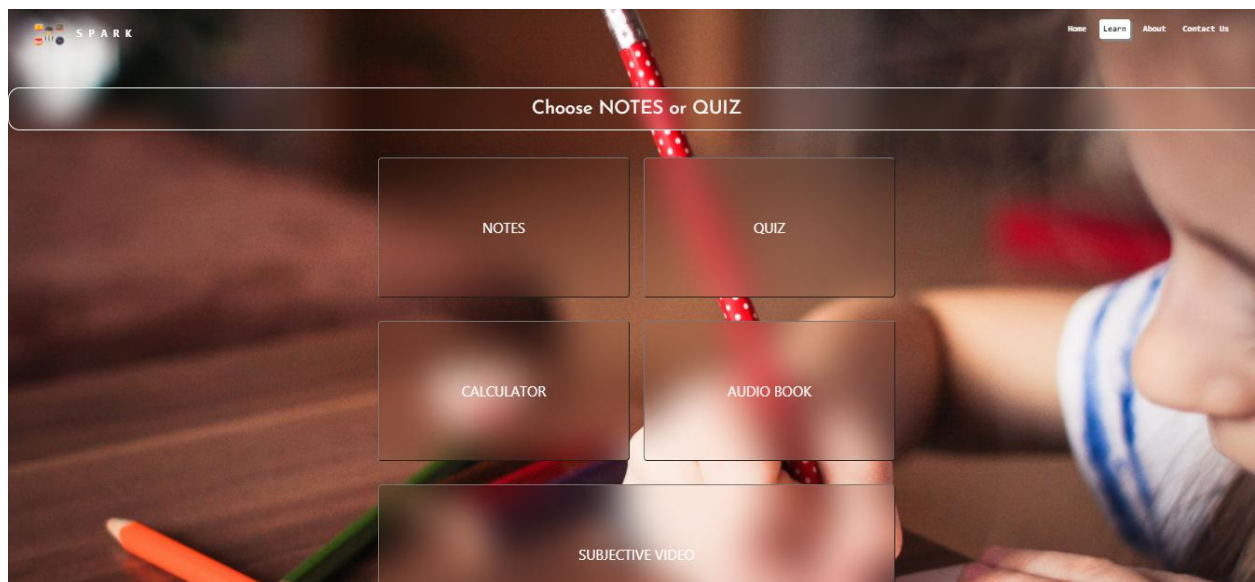 S P A R K
Home Learn About Contact Us
Choose NOTES or QUIZ
NOTES QUIZ
CALCULATOR AUDIO BOOK
SUBJECTIVE VIDEO